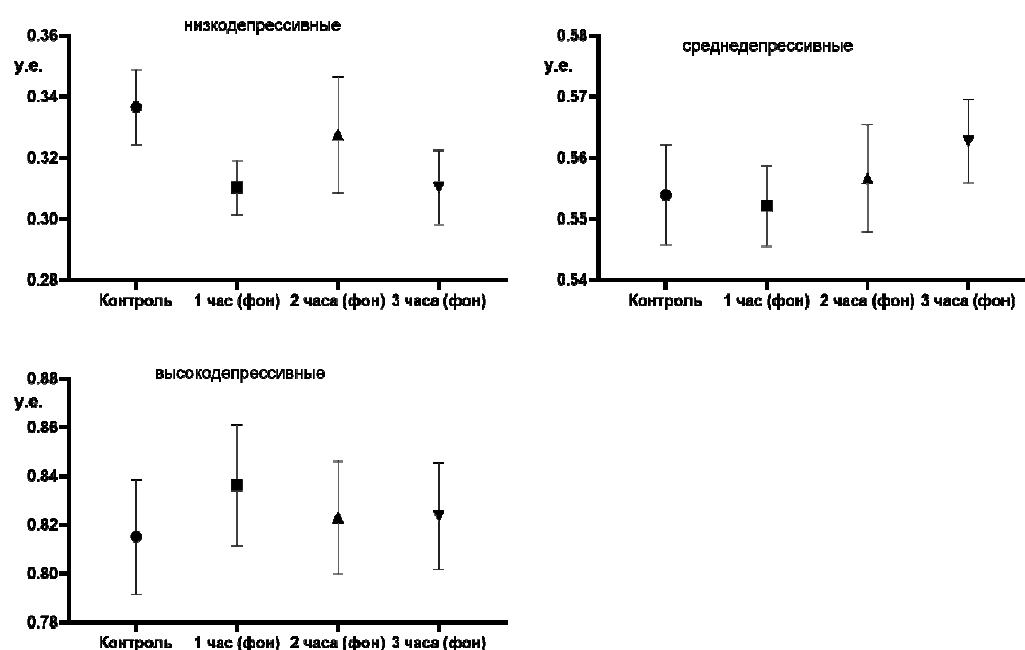 низкодепрессивные
0.36
у.е.
0.34
0.32
0.30
0.28
Контроль 1 час (фон) 2 часа (фон) 3 часа (фон)
среднедепрессивные
0.58
у.е.
0.57
0.56
0.55
0.54
Контроль 1 час (фон) 2 часа (фон) 3 часа (фон)
высокодепрессивные
0.88
у.е.
0.86
0.84
0.82
0.80
0.78
Контроль 1 час (фон) 2 часа (фон) 3 часа (фон)